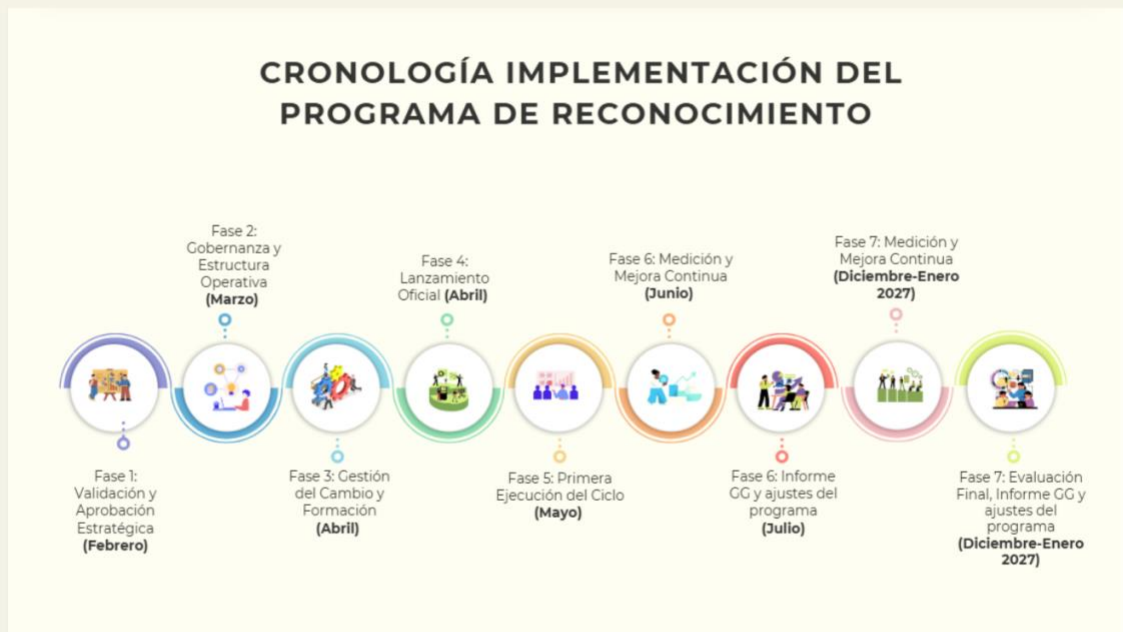 CRONOLOGÍA IMPLEMENTACIÓN DEL
PROGRAMA DE RECONOCIMIENTO
Fase 1:
Validación y
Aprobación
Estratégica
(Febrero)
Fase 2:
Gobernanza y
Estructura
Operativa
(Marzo)
Fase 3: Gestión
del Cambio y
Formación
(Abril)
Fase 4:
Lanzamiento
Oficial (Abril)
Fase 5: Primera
Ejecución del Ciclo
(Mayo)
Fase 6: Medición y
Mejora Continua
(Junio)
Fase 6: Informe
GG y ajustes del
programa
(Julio)
Fase 7: Medición y
Mejora Continua
(Diciembre-Enero
2027)
Fase 7: Evaluación
Final, Informe GG y
ajustes del
programa
(Diciembre-Enero
2027)